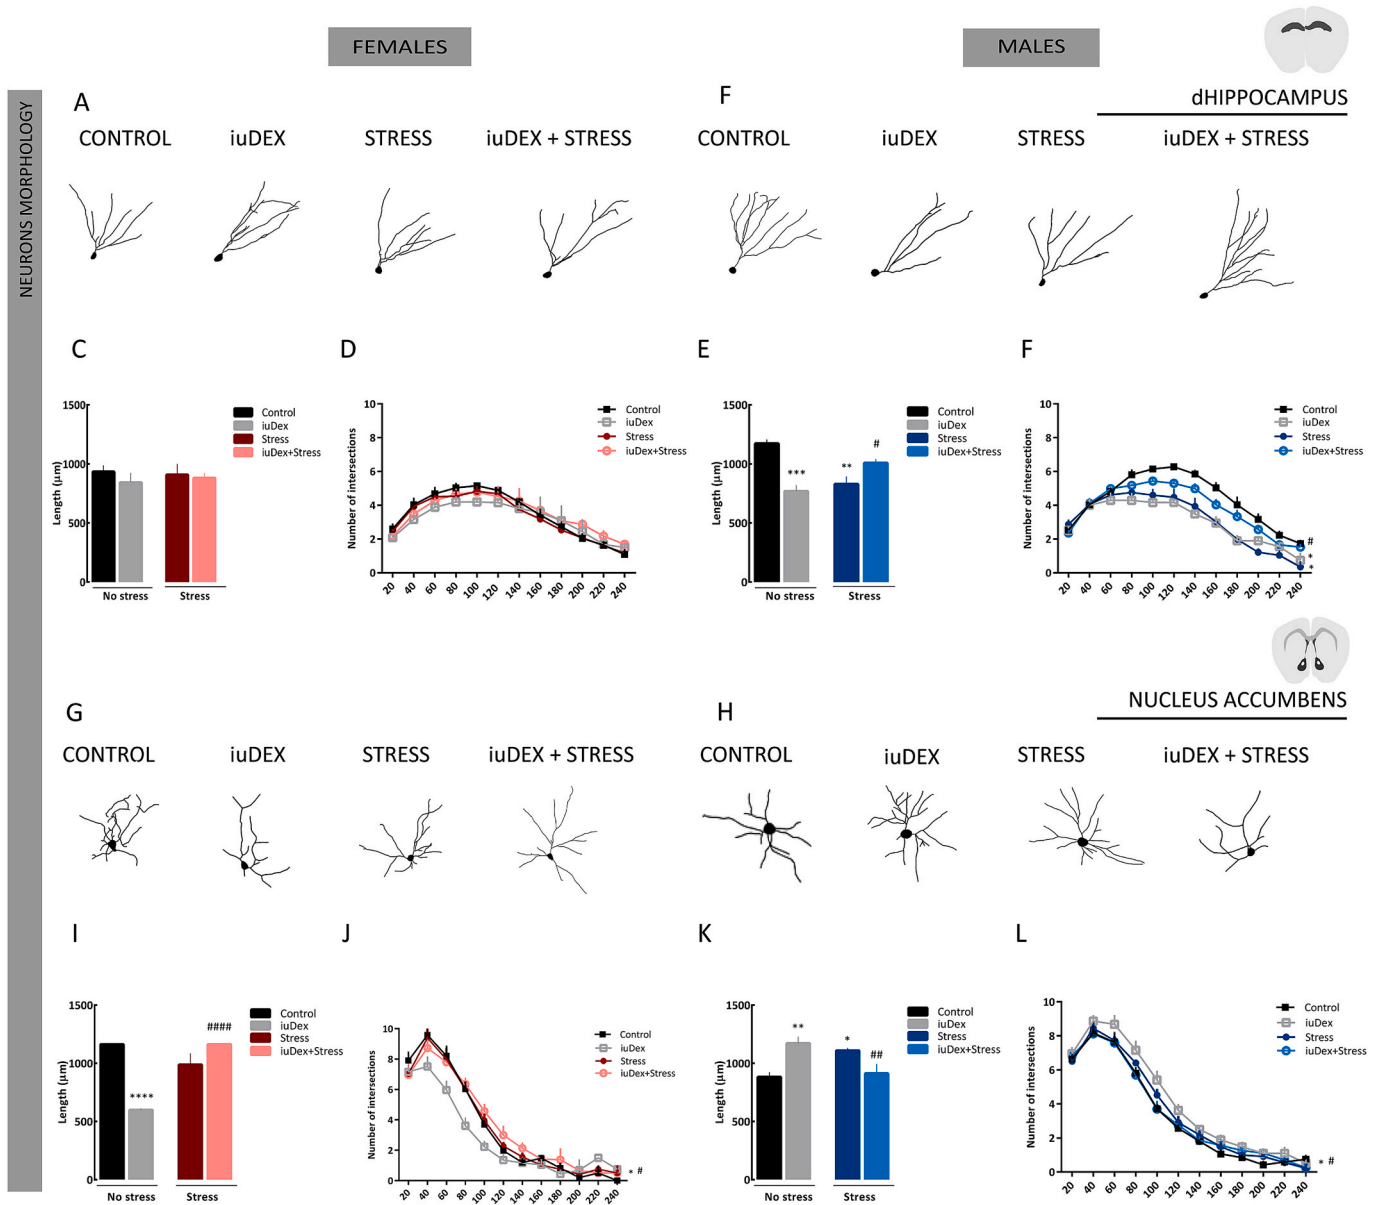 FEMALES
MALES
NEURONS MORPHOLOGY
dHIPPOCAMPUS
A
CONTROL
iuDEX
STRESS
iuDEX + STRESS
F
CONTROL
iuDEX
STRESS
iuDEX + STRESS
C
Length (µm)
1500
1000
500
0
No stress
Stress
Control
iuDex
Stress
iuDex+Stress
D
Number of intersections
10
8
6
4
2
0
20 40 60 80 100 120 140 160 180 200 220 240
Control
iuDex
Stress
iuDex+Stress
E
Length (µm)
1500
1000
500
0
***
**
#
No stress
Stress
Control
iuDex
Stress
iuDex+Stress
F
Number of intersections
10
8
6
4
2
0
20 40 60 80 100 120 140 160 180 200 220 240
#
*
*
Control
iuDex
Stress
iuDex+Stress
NUCLEUS ACCUMBENS
G
CONTROL
iuDEX
STRESS
iuDEX + STRESS
H
CONTROL
iuDEX
STRESS
iuDEX + STRESS
I
Length (µm)
1500
1000
500
0
****
####
No stress
Stress
Control
iuDex
Stress
iuDex+Stress
J
Number of intersections
10
8
6
4
2
0
20 40 60 80 100 120 140 160 180 200 220 240
* #
Control
iuDex
Stress
iuDex+Stress
K
Length (µm)
1500
1000
500
0
**
*
##
No stress
Stress
Control
iuDex
Stress
iuDex+Stress
L
Number of intersections
10
8
6
4
2
0
20 40 60 80 100 120 140 160 180 200 220 240
* #
Control
iuDex
Stress
iuDex+Stress